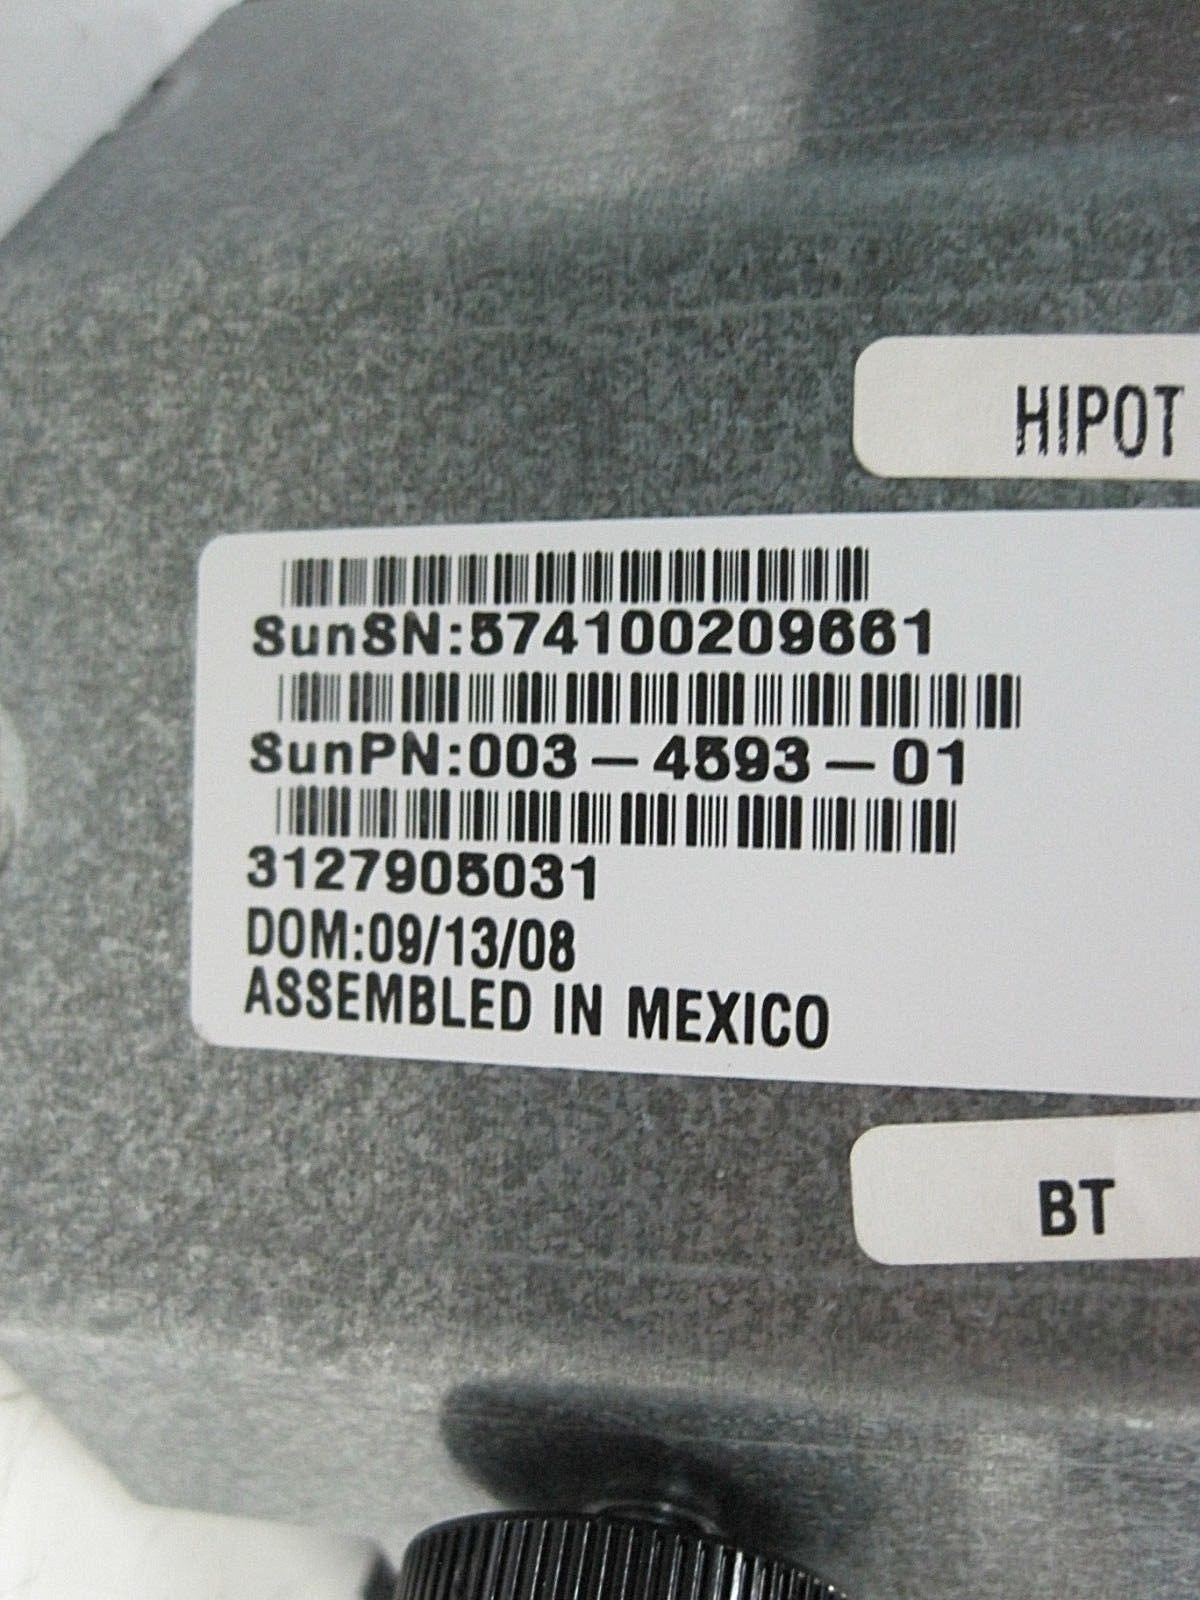 HIPOT
SunSN:574100209661
SunPN:003-4593-01
3127905031
DOM:09/13/08
ASSEMBLED IN MEXICO
BT